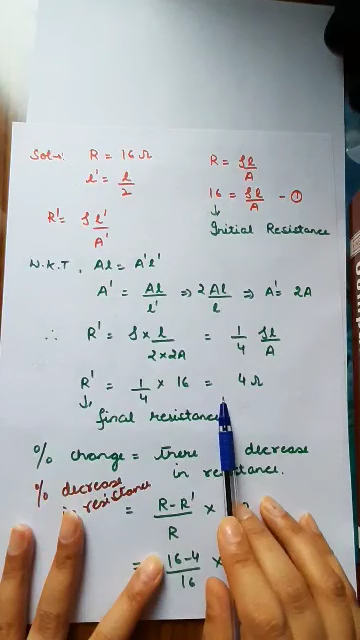 Sol→: R = 16 Ω
l' = l/2
R' = ρl'/A'
R = ρl/A
16 = ρl/A - ①
↓
Initial Resistance
W.K.T, Al = A'l'
A' = Al/l' ⇒ 2Al/l ⇒ A' = 2A
∴ R' = ρ × l / 2×2A = 1/4 ρl/A
R' = 1/4 × 16 = 4 Ω
↓
final resistance
% change = there decrease
in resistance.
% decrease
in resistance = R-R'/R ×
= 16-4/16 ×